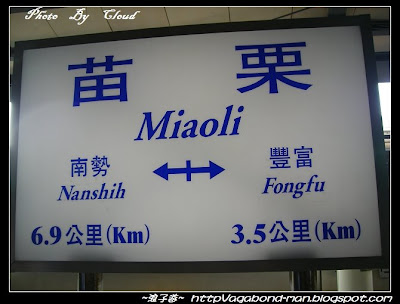 Photo By Cloud
苗栗
Miaoli
南勢 豐富
Nanshih Fongfu
6.9公里(Km) 3.5公里(Km)
~浪子蔘~ http\\vagabond-man.blogspot.com